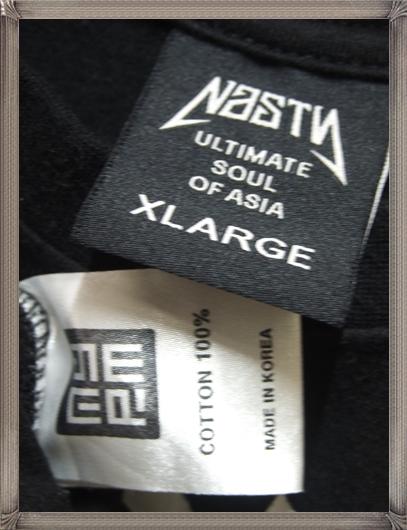 NASTY
ULTIMATE
SOUL
OF ASIA
XLARGE
COTTON 100%
MADE IN KOREA